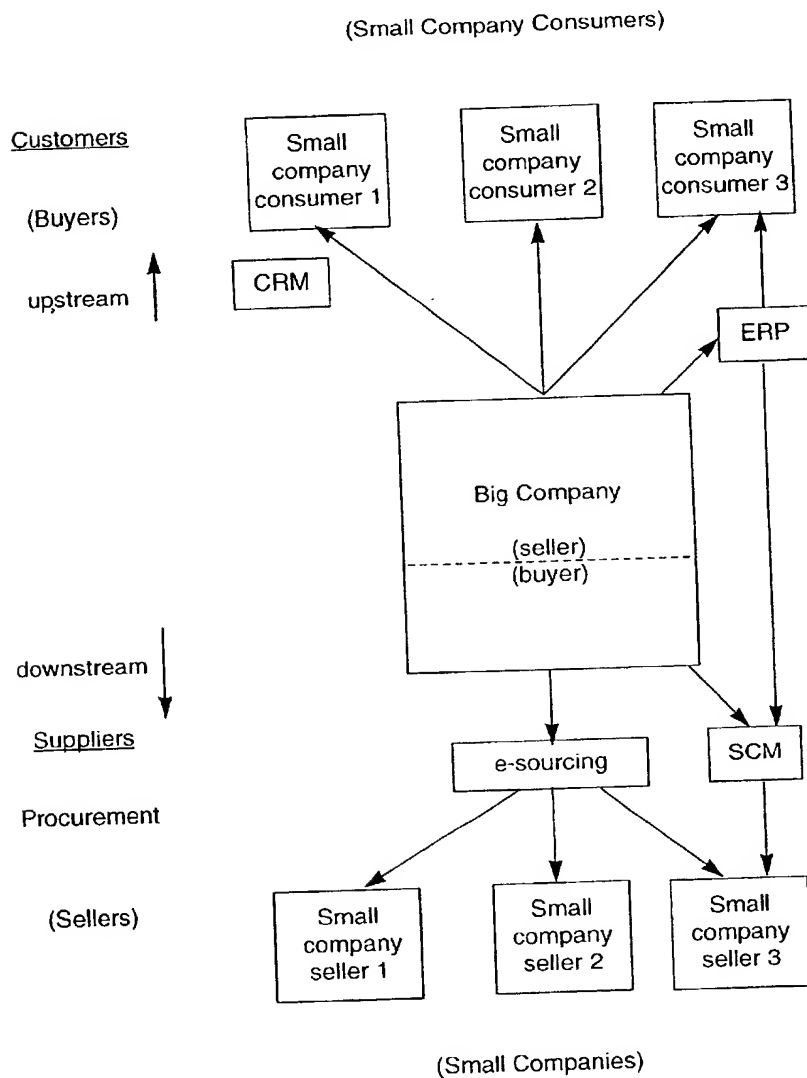 (Small Company Consumers)
Customers
(Buyers)
upstream
Small
company
consumer 1
Small
company
consumer 2
Small
company
consumer 3
CRM
ERP
Big Company
(seller)
(buyer)
downstream
Suppliers
Procurement
(Sellers)
e-sourcing
SCM
Small
company
seller 1
Small
company
seller 2
Small
company
seller 3
(Small Companies)